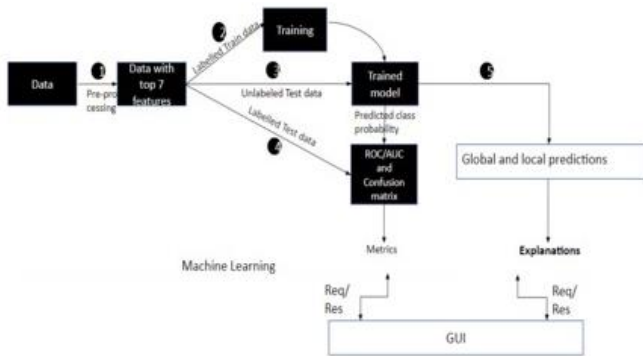 2
Training
Labelled Train data
1
3
5
Data
Pre-pro
cessing
Data with
top 7
features
Unlabeled Test data
Trained
model
Labelled Test data
4
Predicted class
probability
ROC/AUC
and
Confusion
matrix
Global and local predictions
Metrics
Explanations
Machine Learning
Req/
Res
Req/
Res
GUI